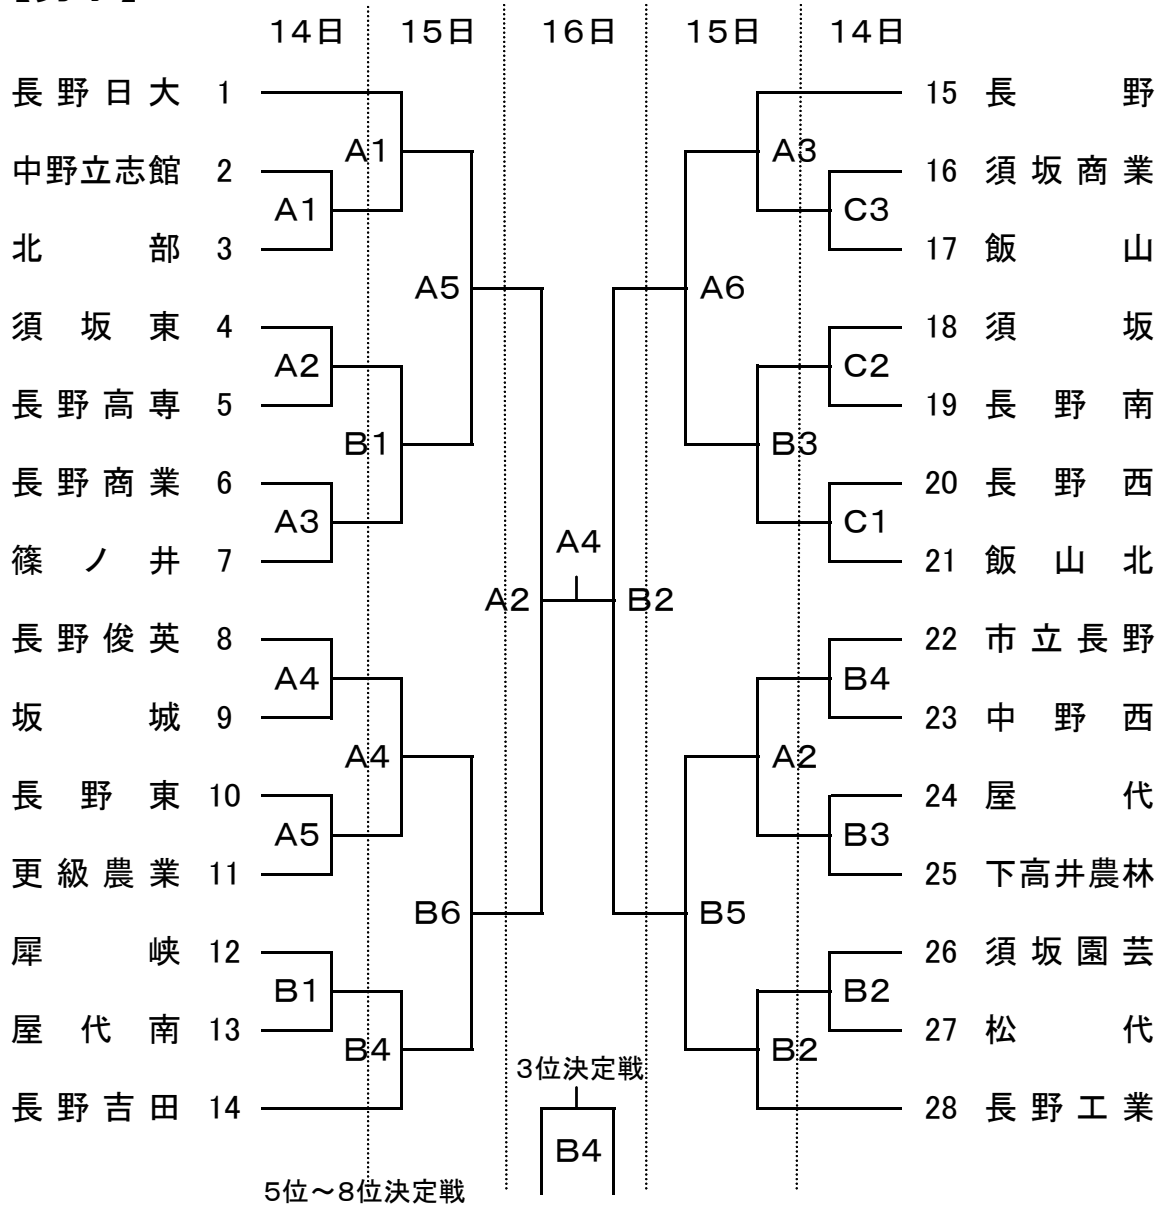 14日 15日 16日 15日 14日
長野日大 1 15 長野
A1 A3
中野立志館 2 16 須坂商業
A1 C3
北部 3 17 飯山
A5 A6
須坂東 4 18 須坂
A2 C2
長野高専 5 19 長野南
B1 B3
長野商業 6 20 長野西
A3 C1
A4
篠ノ井 7 21 飯山北
A2 B2
長野俊英 8 22 市立長野
A4 B4
坂城 9 23 中野西
A4 A2
長野東 10 24 屋代
A5 B3
更級農業 11 25 下高井農林
B6 B5
犀峡 12 26 須坂園芸
B1 B2
屋代南 13 27 松代
B4 B2
3位決定戦
長野吉田 14 28 長野工業
B4
5位～8位決定戦